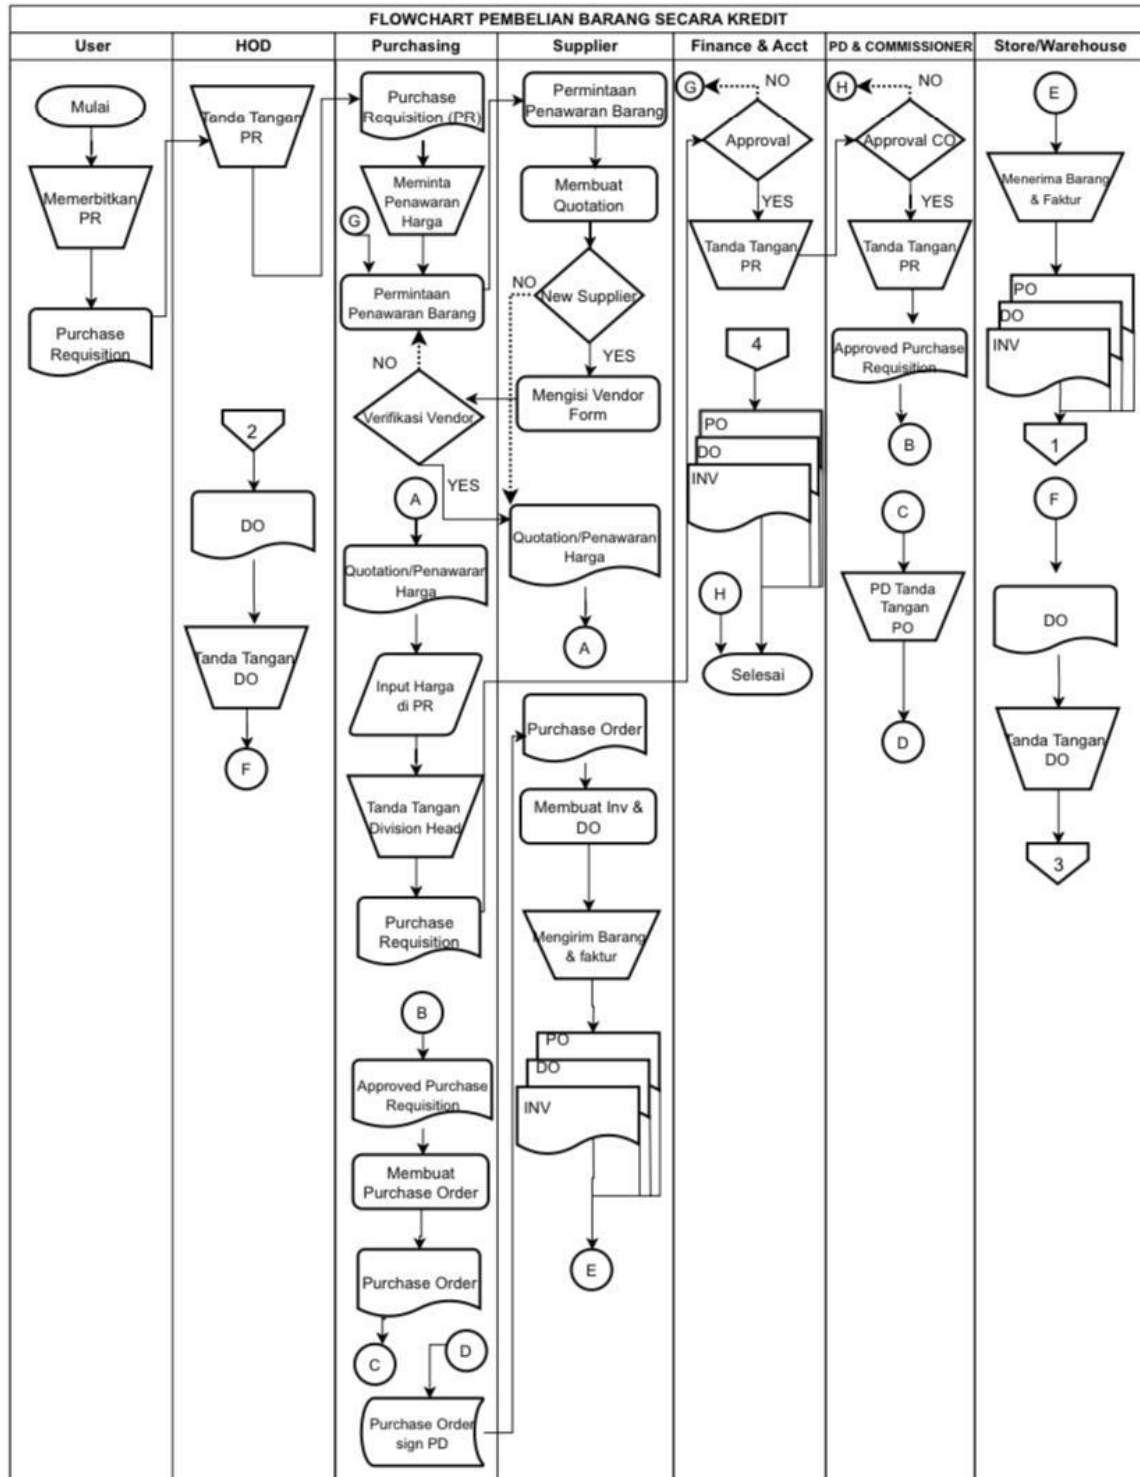 FLOWCHART PEMBELIAN BARANG SECARA KREDIT
User
HOD
Purchasing
Supplier
Finance & Acct
PD & COMMISSIONER
Store/Warehouse
Mulai
Memerbitkan
PR
Purchase
Requisition
Tanda Tangan
PR
2
DO
Tanda Tangan
DO
F
Purchase
Requisition (PR)
Meminta
Penawaran
Harga
G
Permintaan
Penawaran Barang
NO
Verifikasi Vendor
YES
A
Quotation/Penawaran
Harga
Input Harga
di PR
Tanda Tangan
Division Head
Purchase
Requisition
B
Approved Purchase
Requisition
Membuat
Purchase Order
Purchase Order
C
D
Purchase Order
sign PD
Permintaan
Penawaran Barang
Membuat
Quotation
NO
New Supplier
YES
Mengisi Vendor
Form
Quotation/Penawaran
Harga
A
Purchase Order
Membuat Inv &
DO
Mengirim Barang
& faktur
PO
DO
INV
E
G
NO
Approval
YES
Tanda Tangan
PR
4
PO
DO
INV
H
Selesai
H
NO
Approval CO
YES
Tanda Tangan
PR
Approved Purchase
Requisition
B
C
PD Tanda
Tangan
PO
D
E
Menerima Barang
& Faktur
PO
DO
INV
1
F
DO
Tanda Tangan
DO
3